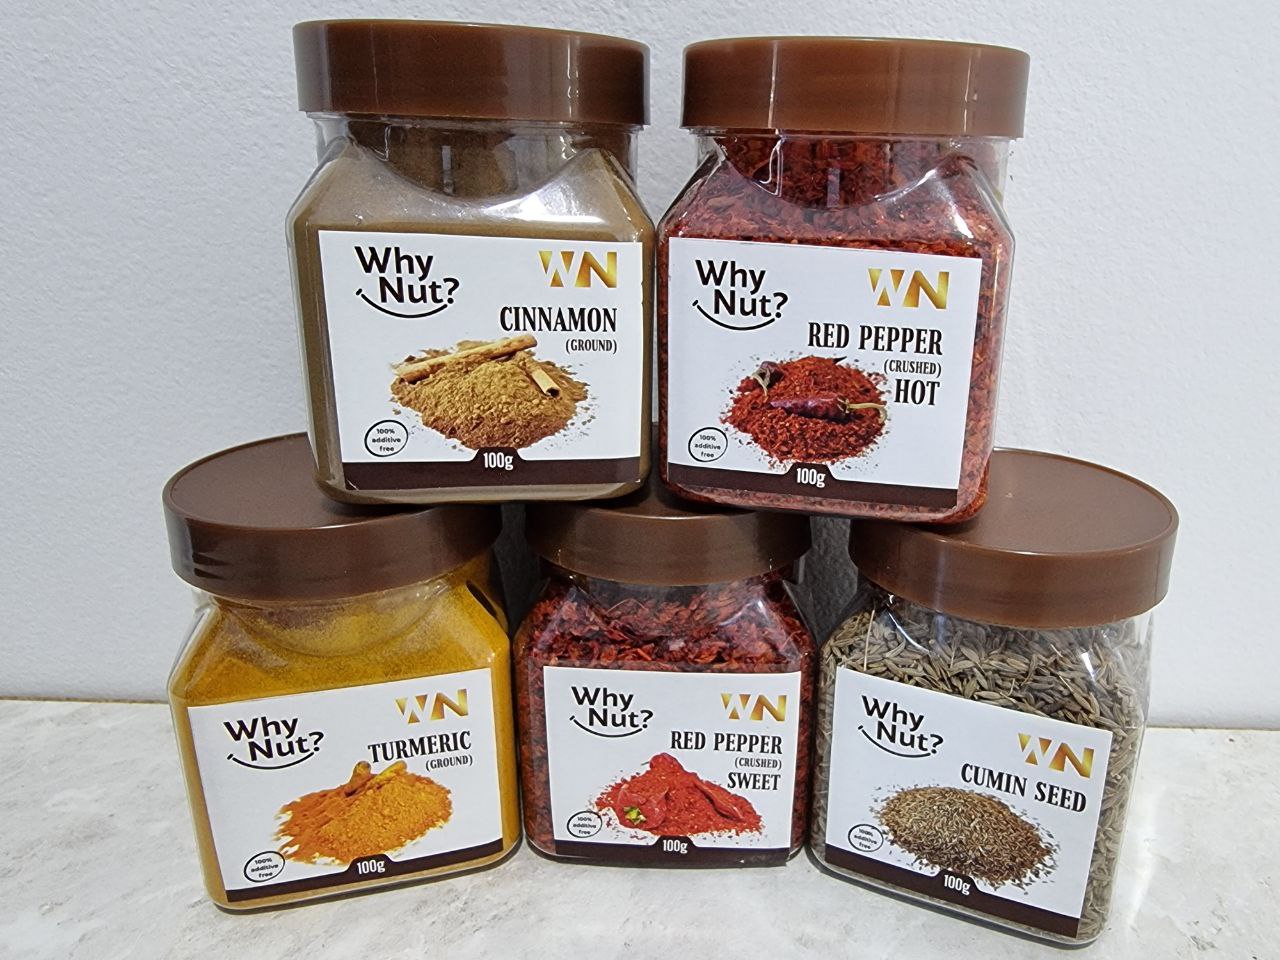 Why
Nut?
WN
CINNAMON
(GROUND)
100%
additive
free
100g
Why
Nut?
WN
RED PEPPER
(CRUSHED)
HOT
100%
additive
free
100g
Why
Nut?
WN
TURMERIC
(GROUND)
100%
additive
free
100g
Why
Nut?
WN
RED PEPPER
(CRUSHED)
SWEET
100%
additive
free
100g
Why
Nut?
WN
CUMIN SEED
100%
additive
free
100g